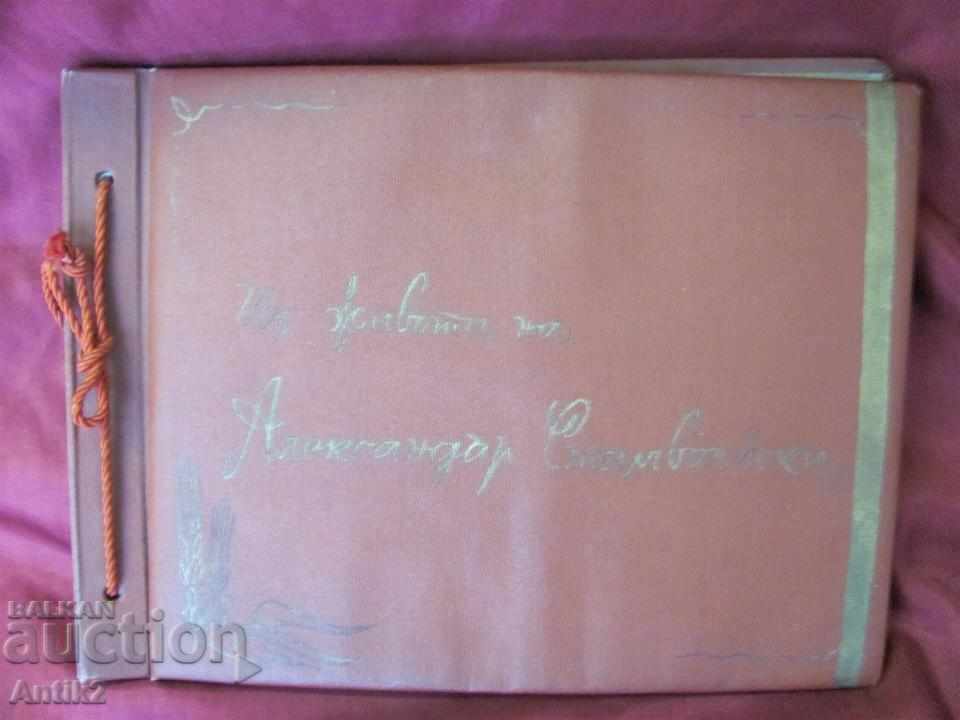 Из живота на
Александър Стамболийски
BALKAN
auction
Antik2